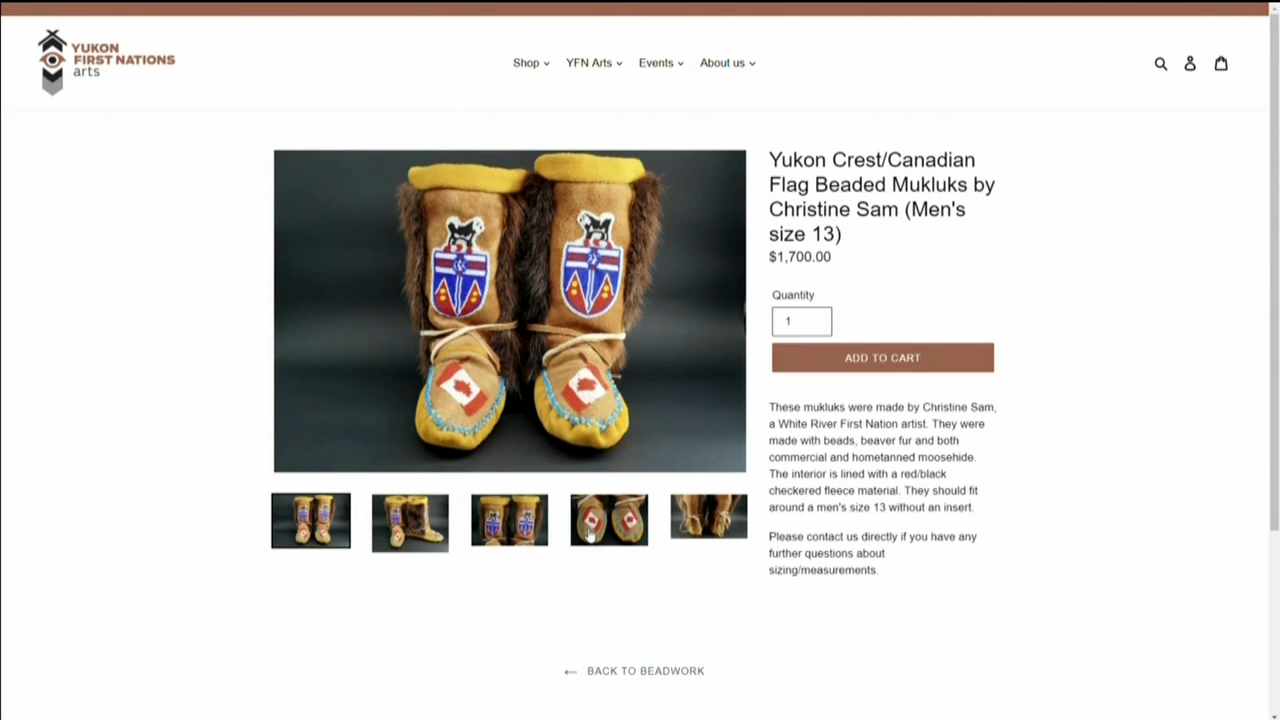 YUKON
FIRST NATIONS
arts
Shop
YFN Arts
Events
About us
Yukon Crest/Canadian
Flag Beaded Mukluks by
Christine Sam (Men's
size 13)
$1,700.00
Quantity
1
ADD TO CART
These mukluks were made by Christine Sam,
a White River First Nation artist. They were
made with beads, beaver fur and both
commercial and hometanned moosehide.
The interior is lined with a red/black
checkered fleece material. They should fit
around a men's size 13 without an insert.
Please contact us directly if you have any
further questions about
sizing/measurements.
← BACK TO BEADWORK